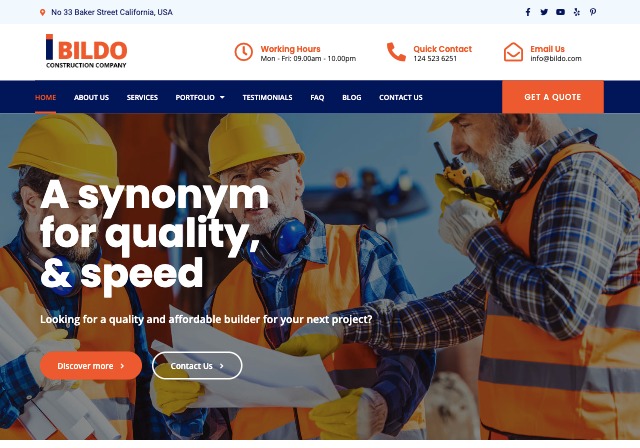 No 33 Baker Street California, USA
BILDO
CONSTRUCTION COMPANY
Working Hours
Mon - Fri: 09.00am - 10.00pm
Quick Contact
124 523 6251
Email Us
info@bildo.com
HOME ABOUT US SERVICES PORTFOLIO TESTIMONIALS FAQ BLOG CONTACT US
GET A QUOTE
A synonym
for quality,
& speed
Looking for a quality and affordable builder for your next project?
Discover more
Contact Us